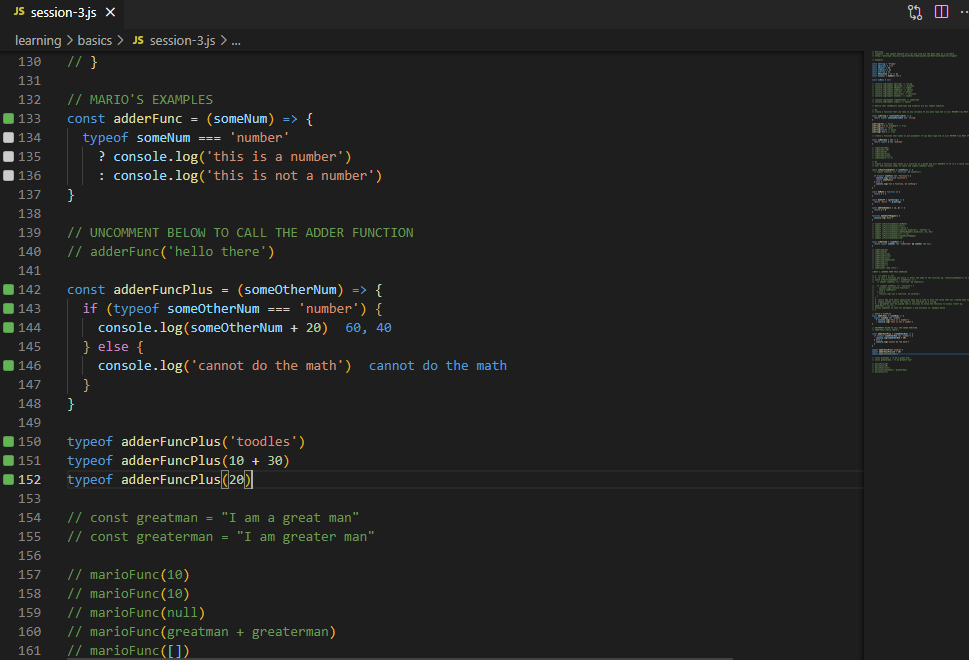 JS session-3.js ×
learning > basics > JS session-3.js > ...
130 // }
131
132 // MARIO'S EXAMPLES
133 const adderFunc = (someNum) => {
134   typeof someNum === 'number'
135     ? console.log('this is a number')
136     : console.log('this is not a number')
137 }
138
139 // UNCOMMENT BELOW TO CALL THE ADDER FUNCTION
140 // adderFunc('hello there')
141
142 const adderFuncPlus = (someOtherNum) => {
143   if (typeof someOtherNum === 'number') {
144     console.log(someOtherNum + 20)  60, 40
145   } else {
146     console.log('cannot do the math')  cannot do the math
147   }
148 }
149
150 typeof adderFuncPlus('toodles')
151 typeof adderFuncPlus(10 + 30)
152 typeof adderFuncPlus(20)
153
154 // const greatman = "I am a great man"
155 // const greaterman = "I am greater man"
156
157 // marioFunc(10)
158 // marioFunc(10)
159 // marioFunc(null)
160 // marioFunc(greatman + greaterman)
161 // marioFunc([])